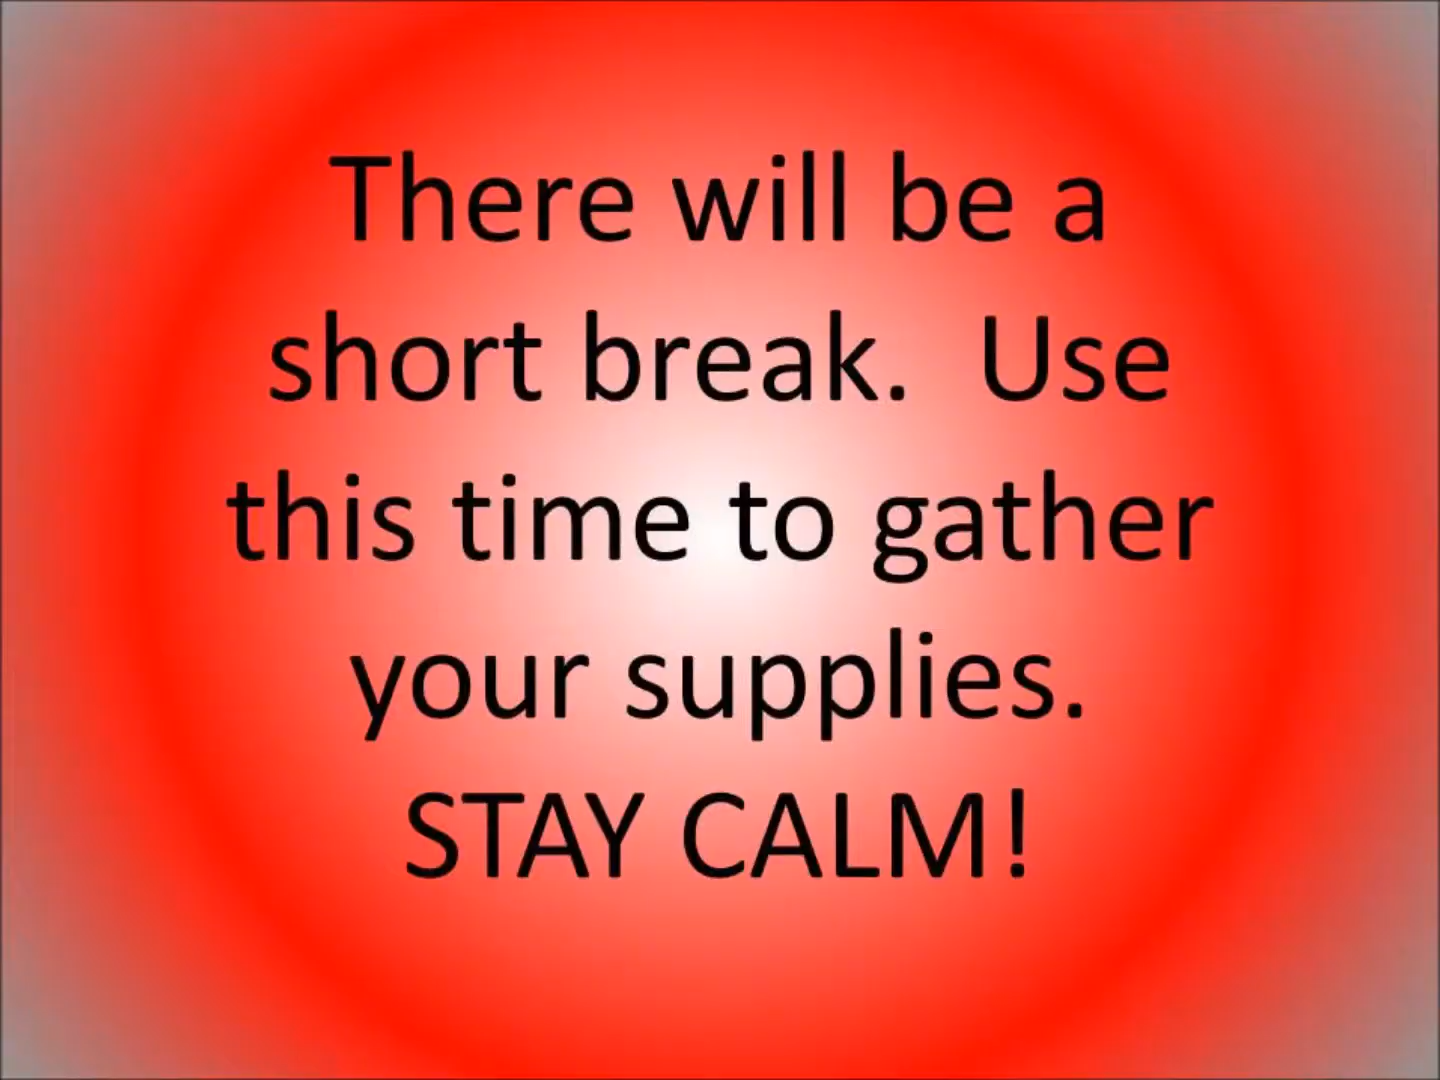 There will be a
short break.  Use
this time to gather
your supplies.
STAY CALM!